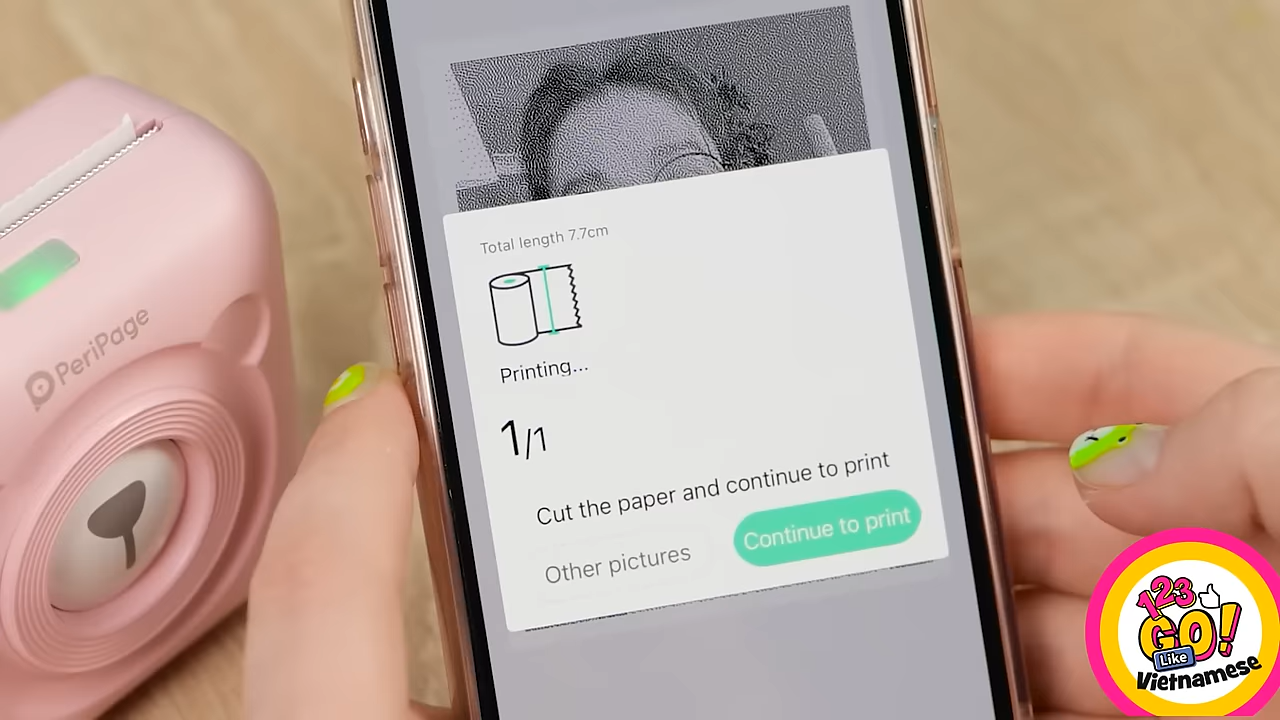 Total length 7.7cm
Printing...
1/1
Cut the paper and continue to print
Other pictures
Continue to print
PeriPage
123
GO!
Like
Vietnamese